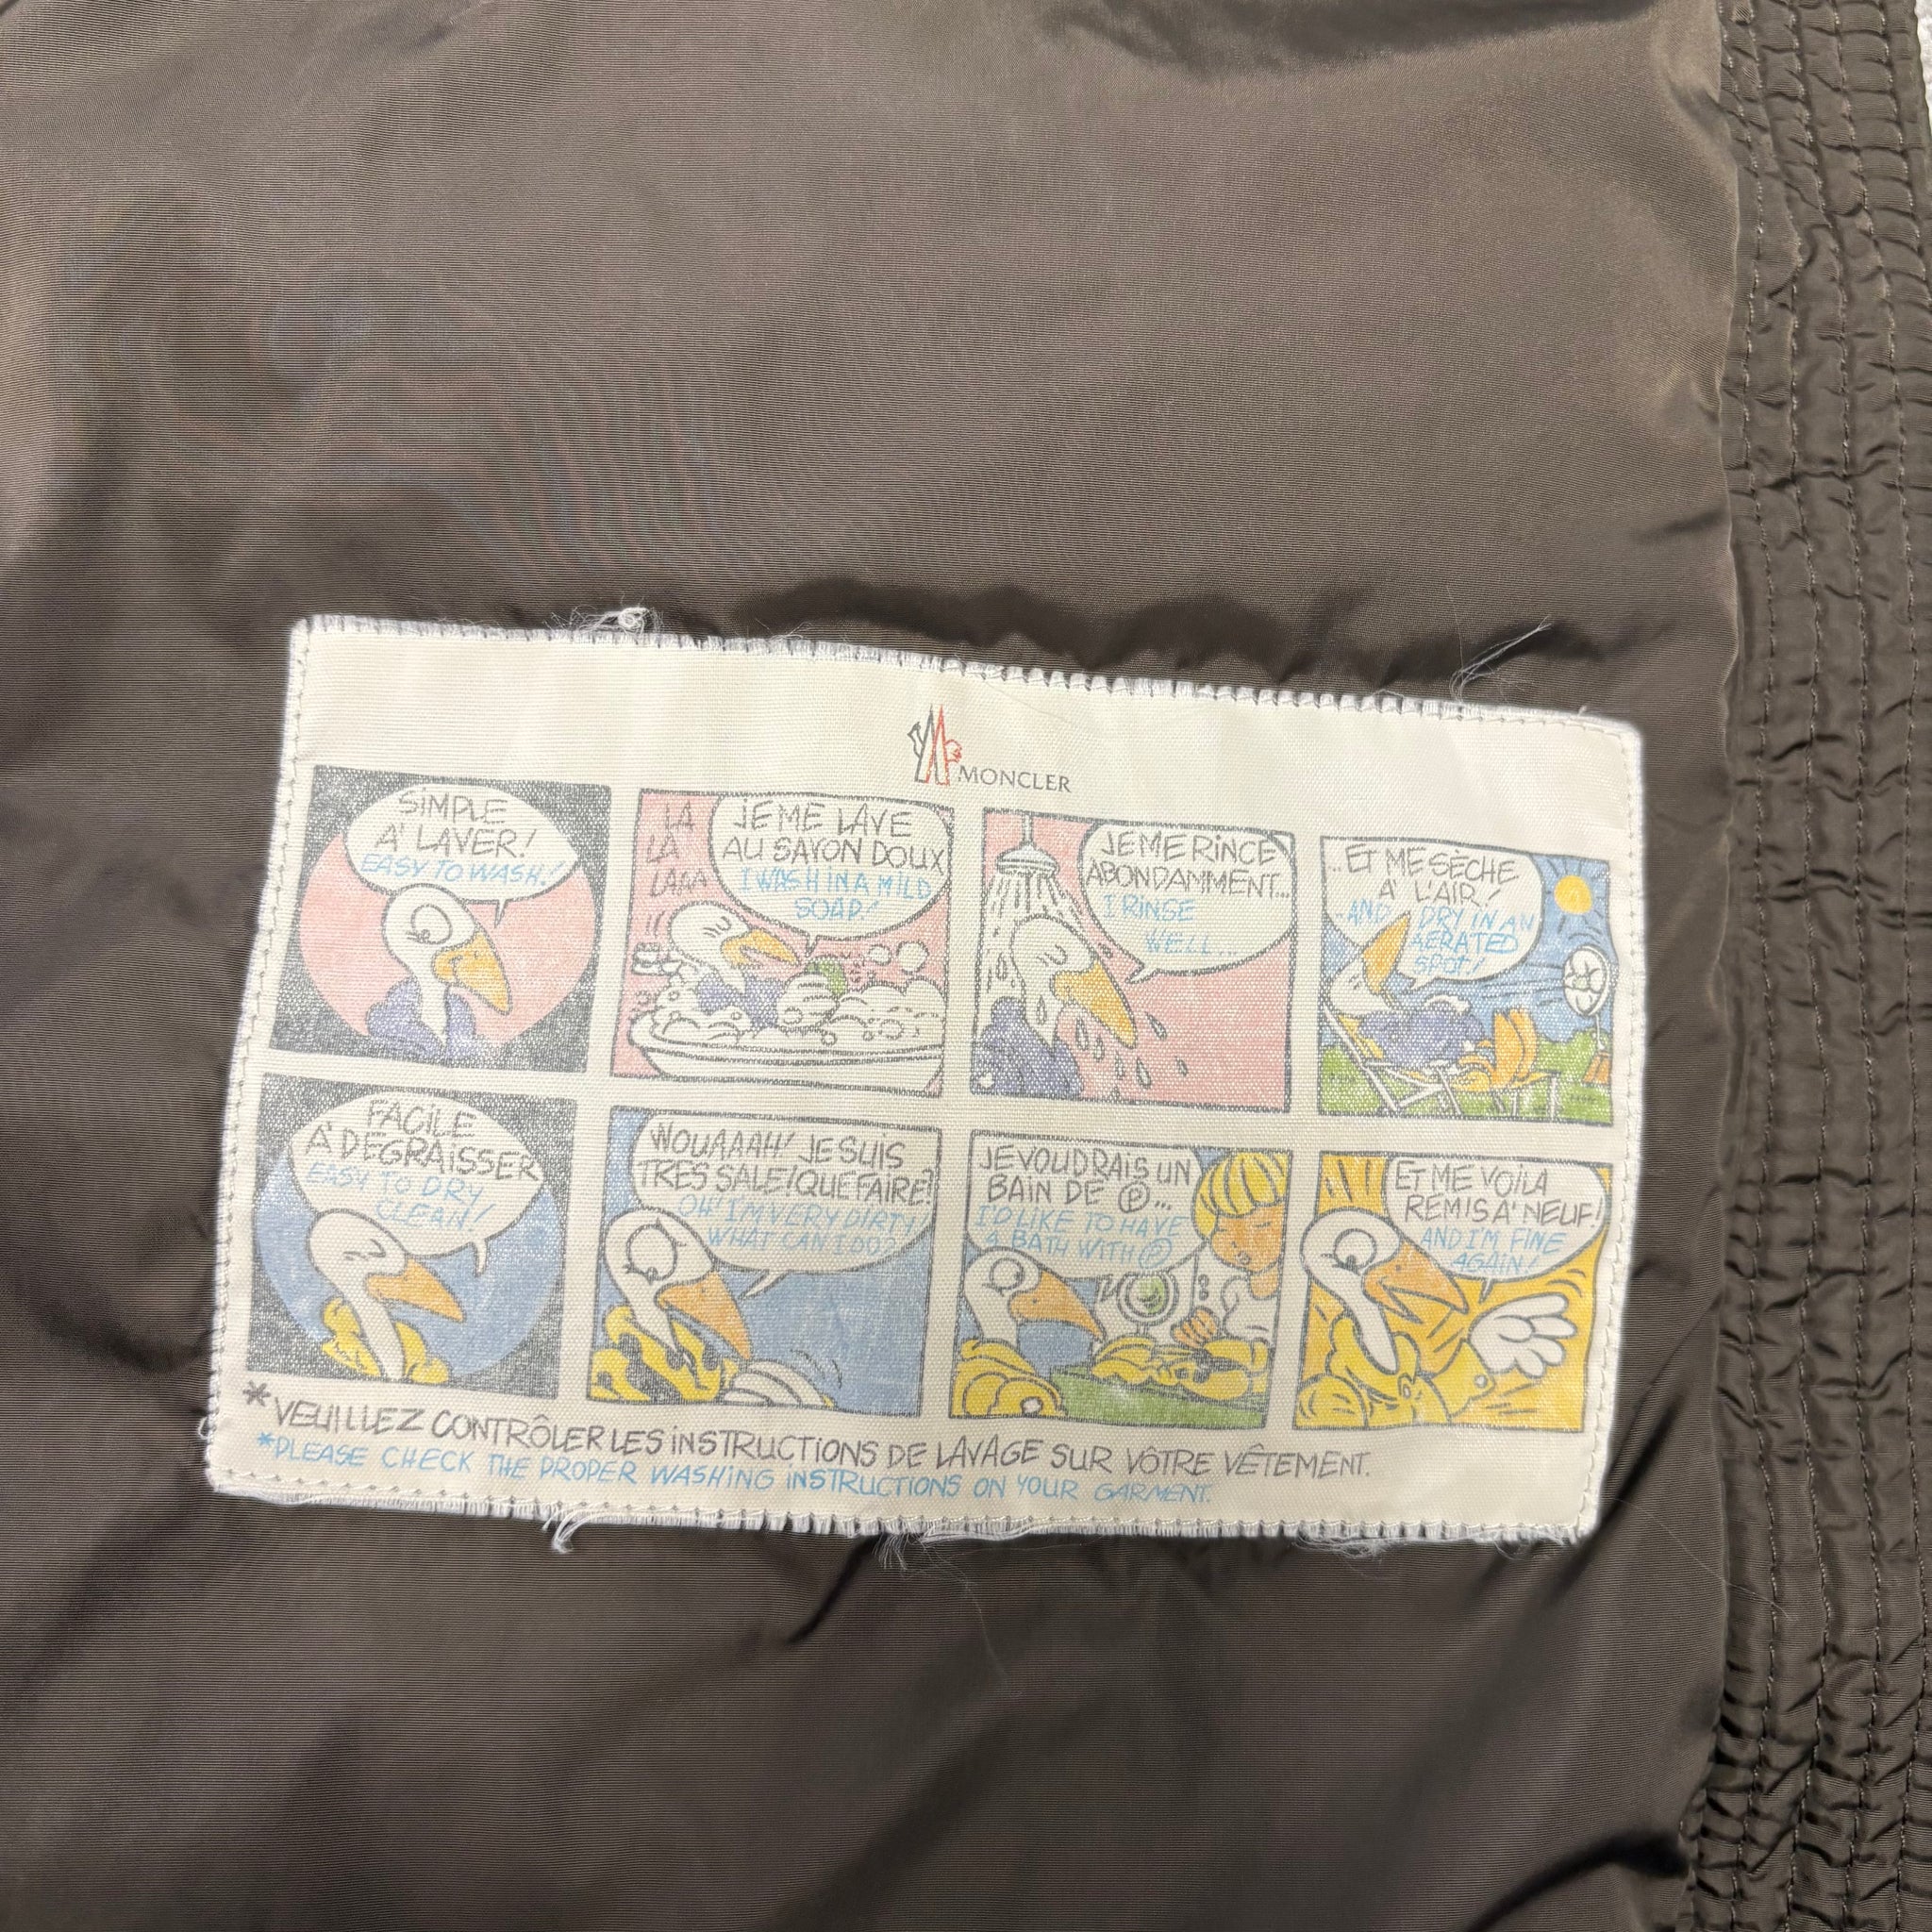 MONCLER
SiMPLE
A' LAVER!
EASY TO WASH!
LA
LA
LAAA
JE ME LAVE
AU SAVON DOUX
I WASH IN A MILD
SOAP!
JE ME RiNCE
ABONDAMMENT...
I RINSE
WELL...
...ET ME SÈCHE
A' L'AIR!
..AND DRY IN AN
AERATED
SPOT!
FACiLE
A' DÉGRAiSSER
EASY TO DRY
CLEAN!
WOUAAAH! JE SUiS
TRES SALE! QUE FAiRE?
OH! I'M VERY DIRTY!
WHAT CAN I DO?
JE VOUDRAiS UN
BAiN DE Ⓟ...
I'D LIKE TO HAVE
A BATH WITH Ⓟ
ET ME VOiLA
REMiS A' NEUF!
AND I'M FINE
AGAIN!
*VEUiLLEZ CONTRÔLER LES iNSTRUCTiONS DE LAVAGE SUR VÔTRE VÊTEMENT.
*PLEASE CHECK THE PROPER WASHiNG iNSTRUCTIONS ON YOUR GARMENT.